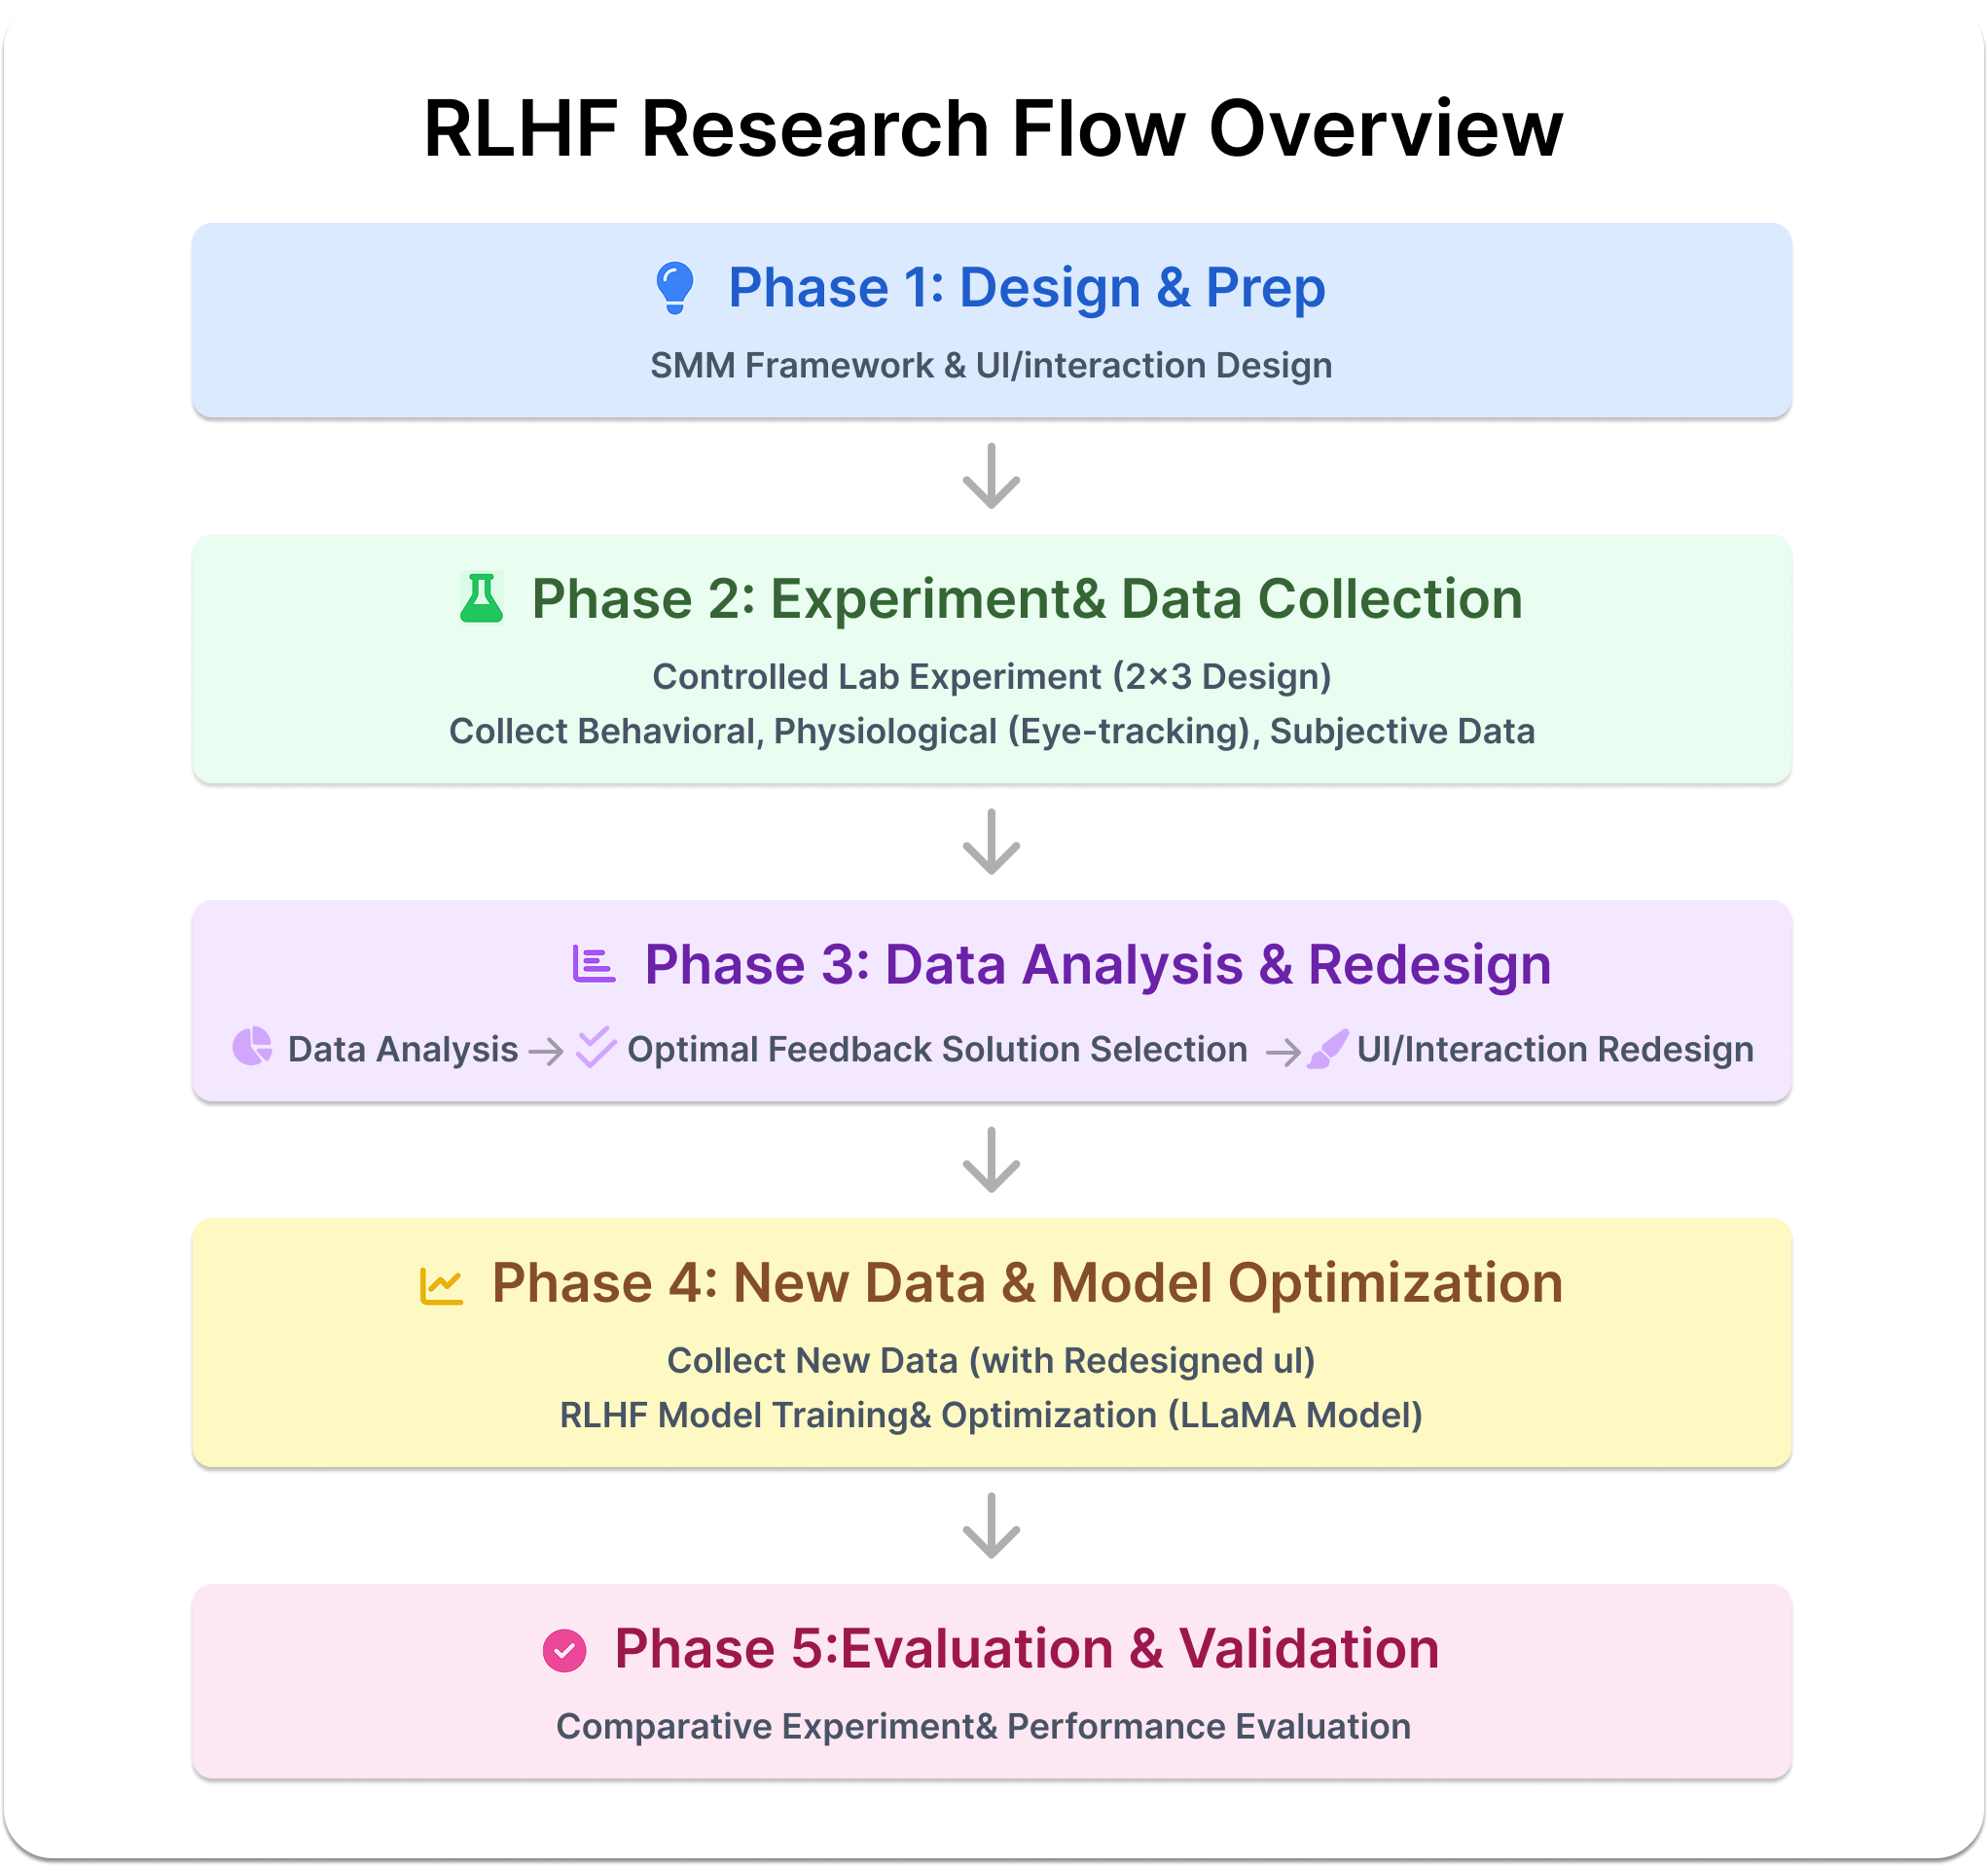 RLHF Research Flow Overview
Phase 1: Design & Prep
SMM Framework & UI/interaction Design
Phase 2: Experiment& Data Collection
Controlled Lab Experiment (2×3 Design)
Collect Behavioral, Physiological (Eye-tracking), Subjective Data
Phase 3: Data Analysis & Redesign
Data Analysis → Optimal Feedback Solution Selection → UI/Interaction Redesign
Phase 4: New Data & Model Optimization
Collect New Data (with Redesigned uI)
RLHF Model Training& Optimization (LLaMA Model)
Phase 5:Evaluation & Validation
Comparative Experiment& Performance Evaluation